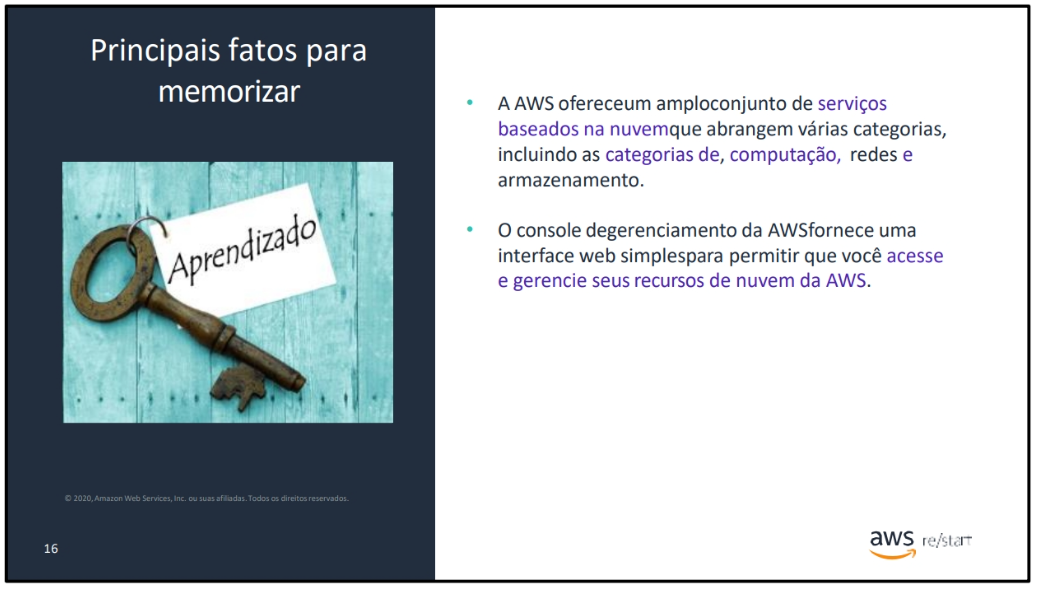 Principais fatos para
memorizar
Aprendizado
© 2020, Amazon Web Services, Inc. ou suas afiliadas. Todos os direitos reservados.
16
• A AWS ofereceum amploconjunto de serviços
baseados na nuvemque abrangem várias categorias,
incluindo as categorias de, computação, redes e
armazenamento.
• O console degerenciamento da AWSfornece uma
interface web simplespara permitir que você acesse
e gerencie seus recursos de nuvem da AWS.
aws re/start